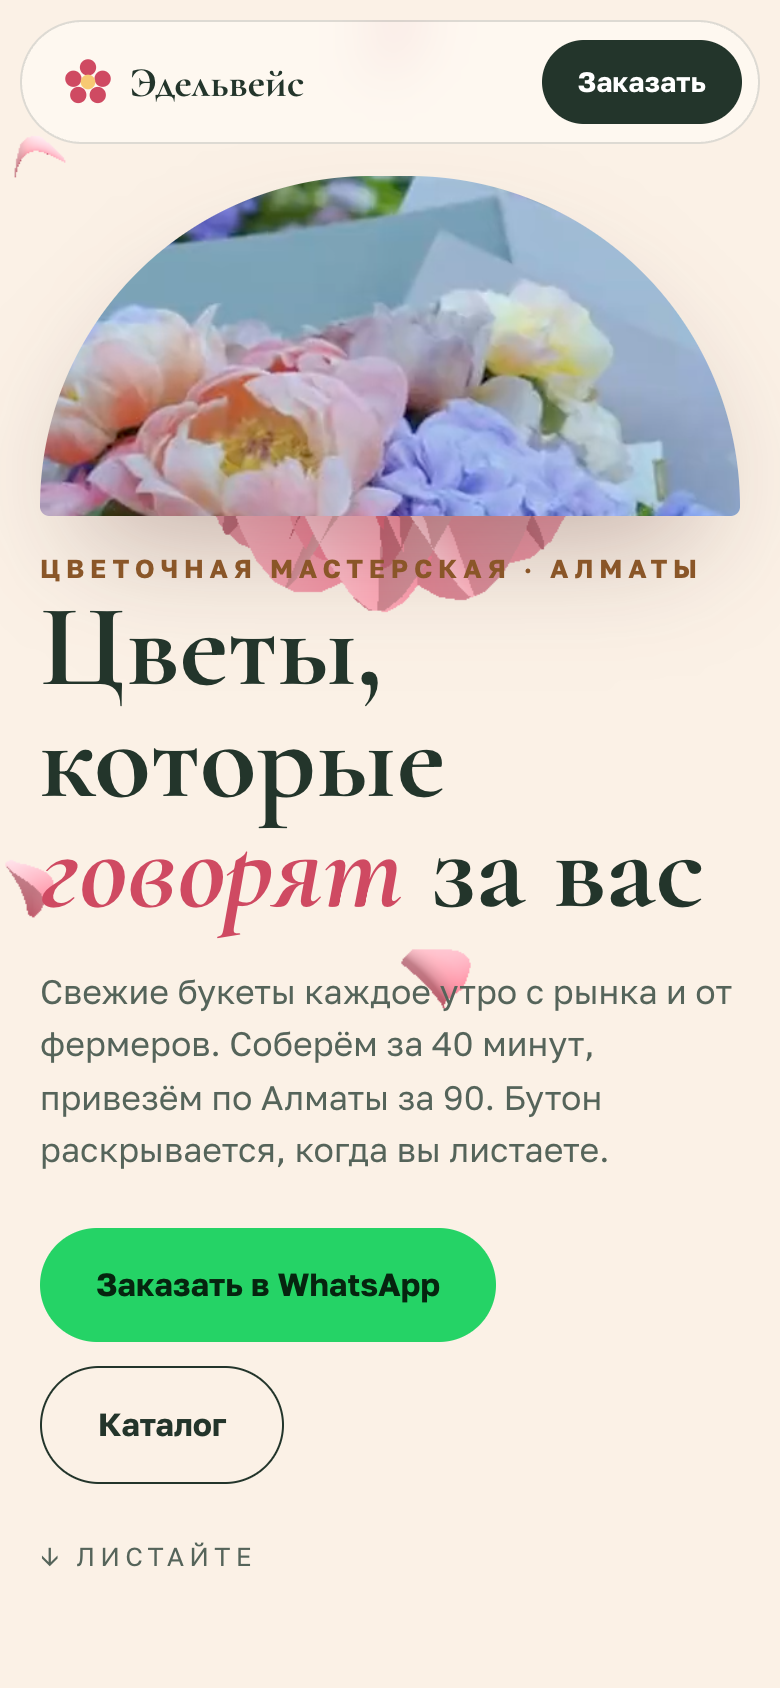 Эдельвейс
Заказать
ЦВЕТОЧНАЯ МАСТЕРСКАЯ · АЛМАТЫ
Цветы,
которые
говорят за вас
Свежие букеты каждое утро с рынка и от
фермеров. Соберём за 40 минут,
привезём по Алматы за 90. Бутон
раскрывается, когда вы листаете.
Заказать в WhatsApp
Каталог
↓ ЛИСТАЙТЕ